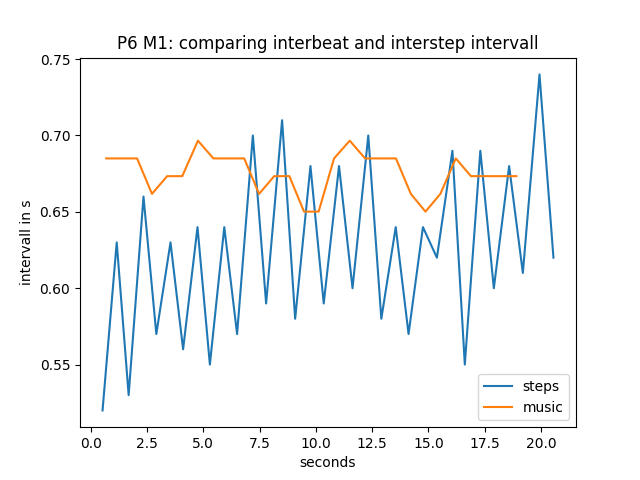 P6 M1: comparing interbeat and interstep intervall
0.75
0.70
0.65
0.60
0.55
intervall in s
0.0 2.5 5.0 7.5 10.0 12.5 15.0 17.5 20.0
seconds
steps
music